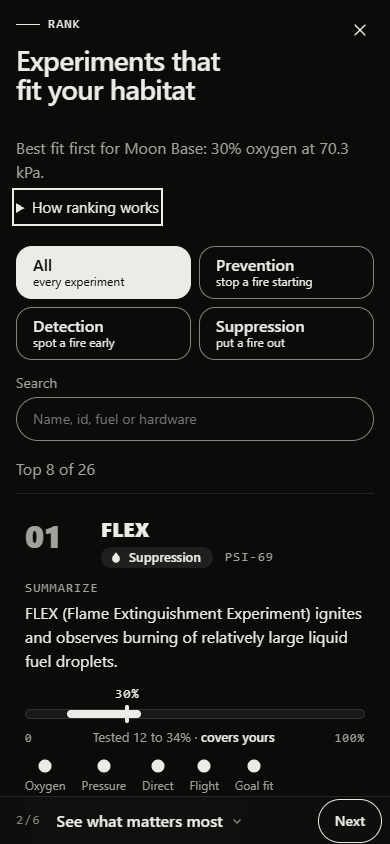 RANK
Experiments that
fit your habitat
Best fit first for Moon Base: 30% oxygen at 70.3
kPa.
How ranking works
All
every experiment
Prevention
stop a fire starting
Detection
spot a fire early
Suppression
put a fire out
Search
Name, id, fuel or hardware
Top 8 of 26
01
FLEX
Suppression
PSI-69
SUMMARIZE
FLEX (Flame Extinguishment Experiment) ignites
and observes burning of relatively large liquid
fuel droplets.
30%
0
Tested 12 to 34% · covers yours
100%
Oxygen
Pressure
Direct
Flight
Goal fit
2/6
See what matters most
Next